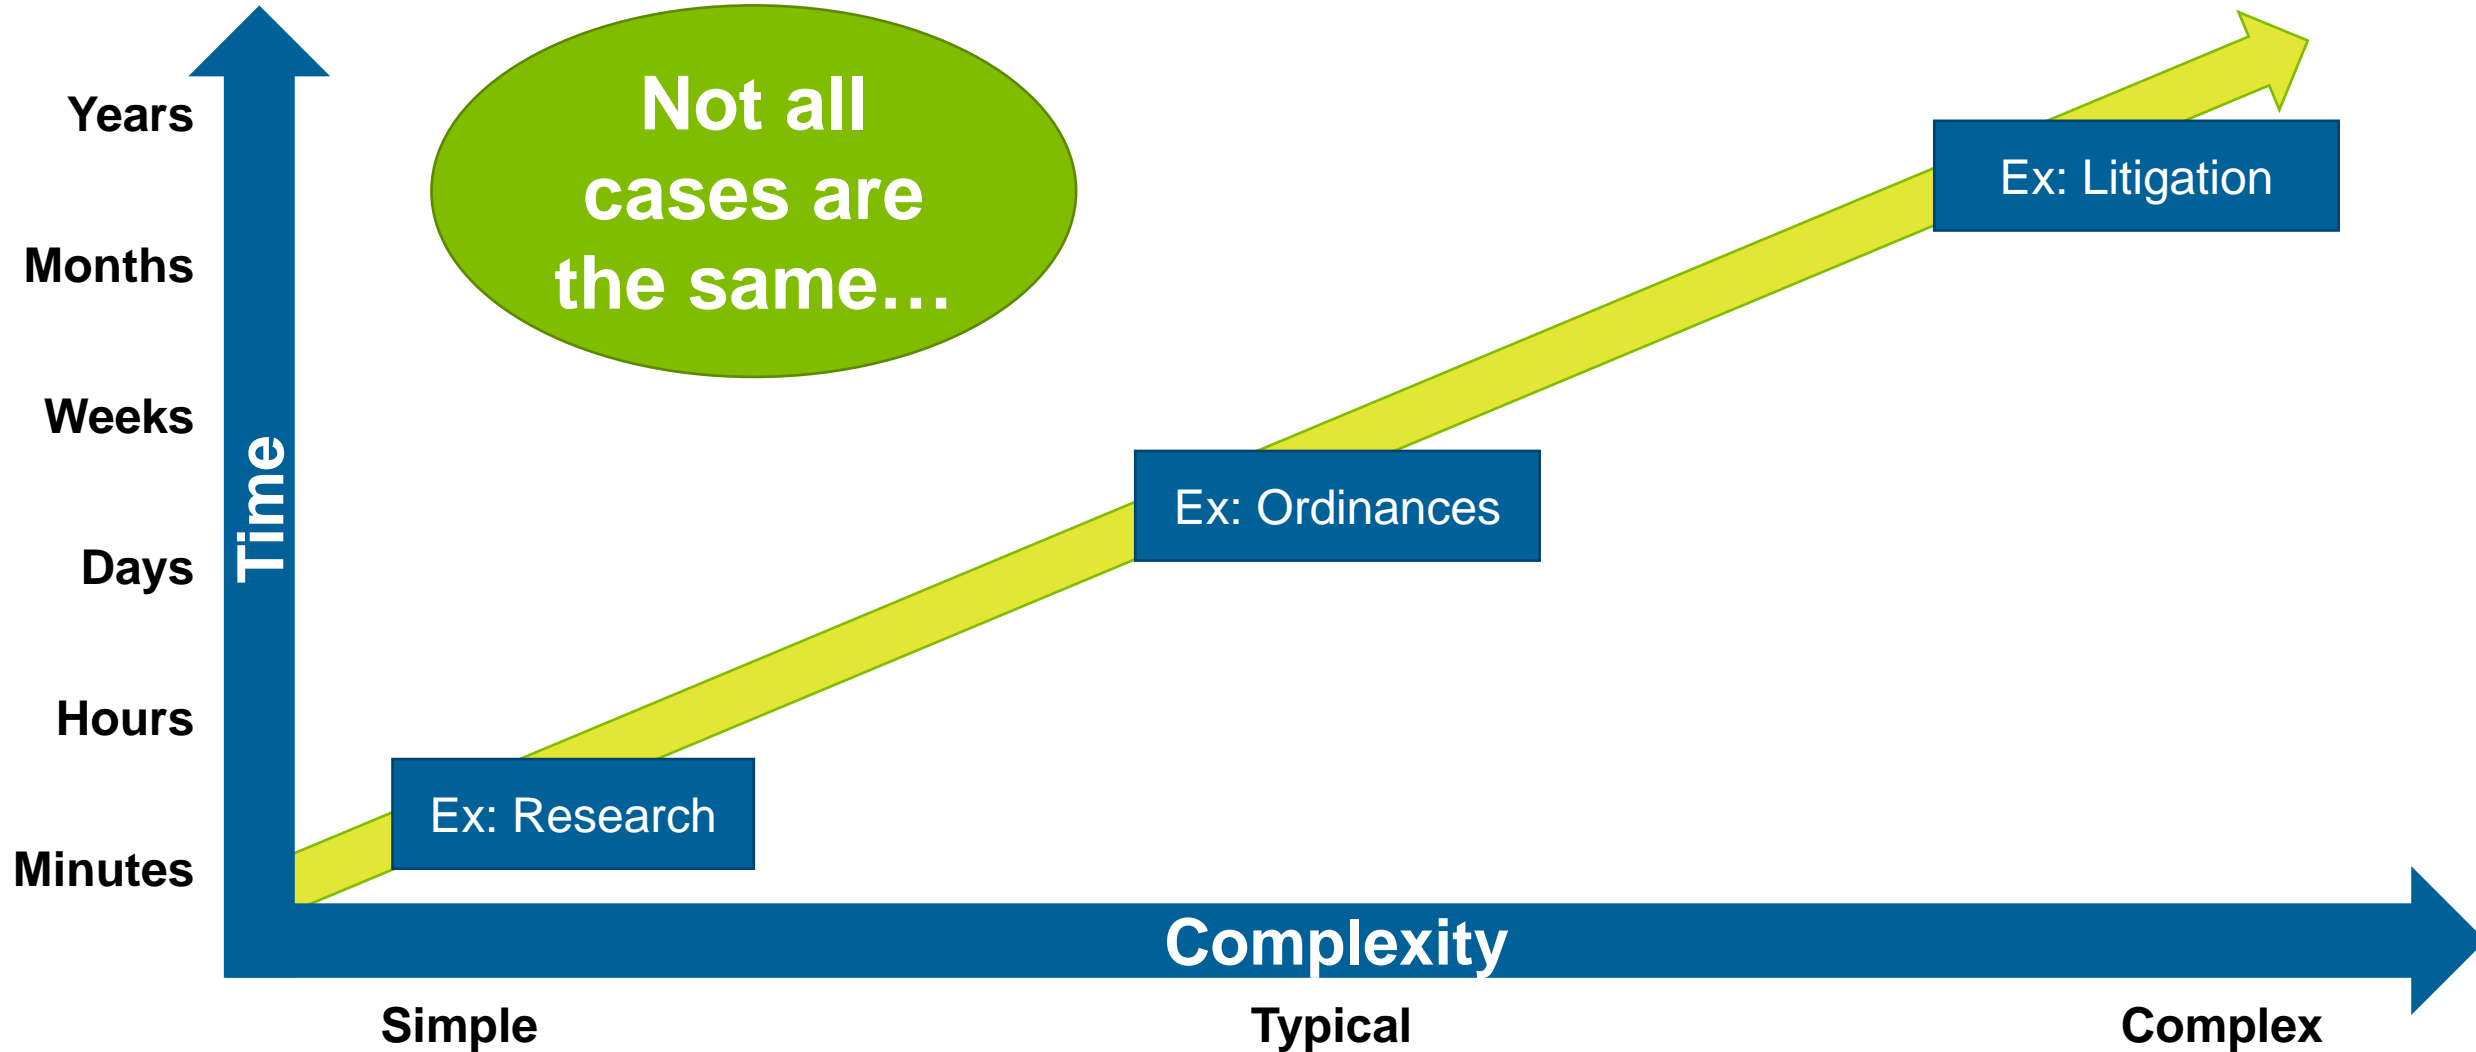 Not all
cases are
the same…
Years
Months
Weeks
Days
Hours
Minutes
Time
Ex: Litigation
Ex: Ordinances
Ex: Research
Complexity
Simple
Typical
Complex